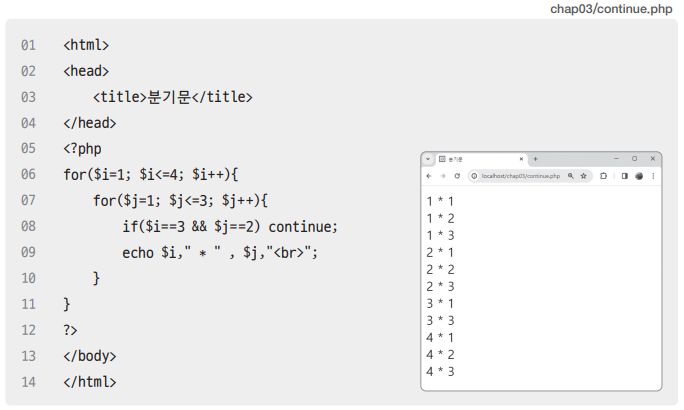 chap03/continue.php
01 <html>
02 <head>
03     <title>분기문</title>
04 </head>
05 <?php
06 for($i=1; $i<=4; $i++){
07     for($j=1; $j<=3; $j++){
08         if($i==3 && $j==2) continue;
09         echo $i," * " , $j,"<br>";
10     }
11 }
12 ?>
13 </body>
14 </html>
분기문
localhost/chap03/continue.php
1 * 1
1 * 2
1 * 3
2 * 1
2 * 2
2 * 3
3 * 1
3 * 3
4 * 1
4 * 2
4 * 3